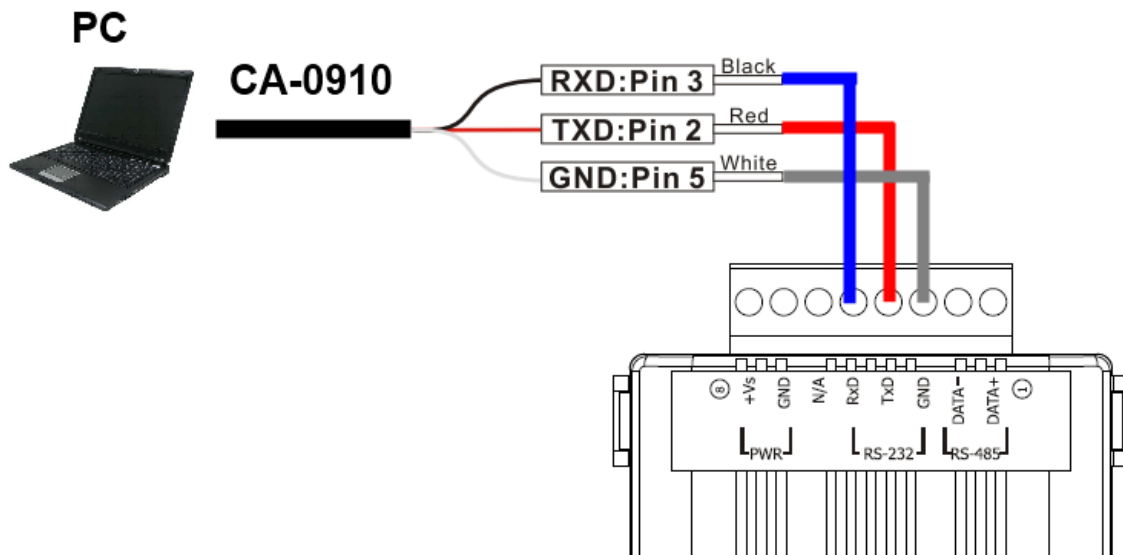 PC
CA-0910
RXD:Pin 3
Black
TXD:Pin 2
Red
GND:Pin 5
White
8
+Vs
GND
N/A
RxD
TxD
GND
DATA-
DATA+
1
PWR
RS-232
RS-485